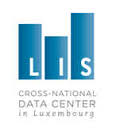 LIS
CROSS-NATIONAL
DATA CENTER
in Luxembourg